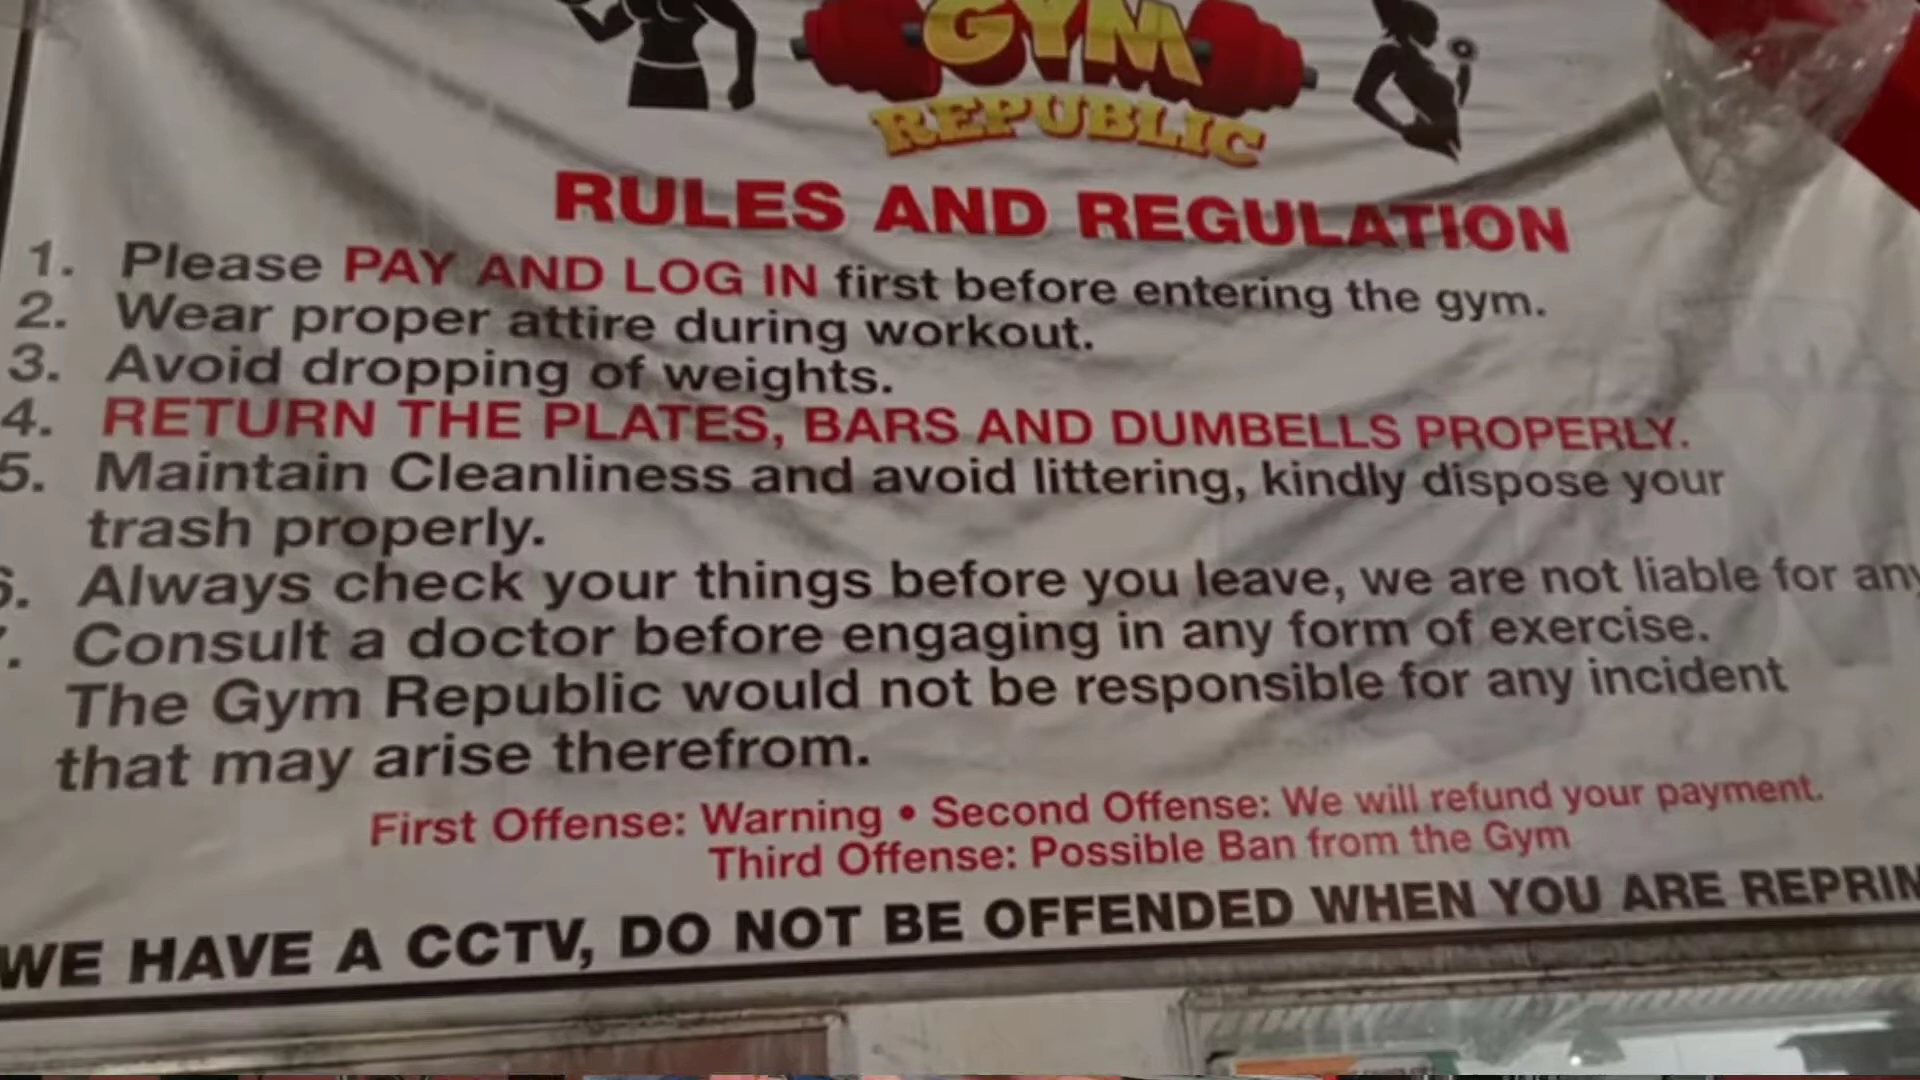 GYM
REPUBLIC
RULES AND REGULATION
1. Please PAY AND LOG IN first before entering the gym.
2. Wear proper attire during workout.
3. Avoid dropping of weights.
4. RETURN THE PLATES, BARS AND DUMBELLS PROPERLY.
5. Maintain Cleanliness and avoid littering, kindly dispose your
trash properly.
6. Always check your things before you leave, we are not liable for any
. Consult a doctor before engaging in any form of exercise.
The Gym Republic would not be responsible for any incident
that may arise therefrom.
First Offense: Warning • Second Offense: We will refund your payment.
Third Offense: Possible Ban from the Gym
WE HAVE A CCTV, DO NOT BE OFFENDED WHEN YOU ARE REPRIN